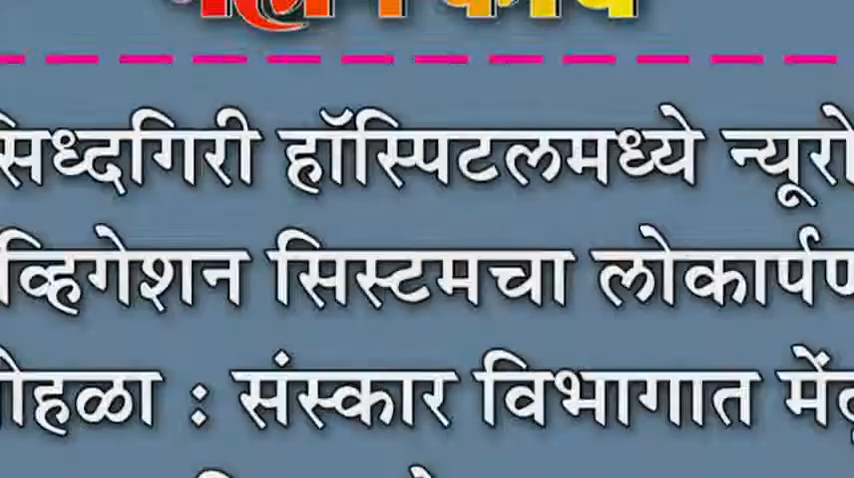 सिध्दगिरी हॉस्पिटलमध्ये न्यूरो
व्हिगेशन सिस्टमचा लोकार्पण
ोहळा : संस्कार विभागात